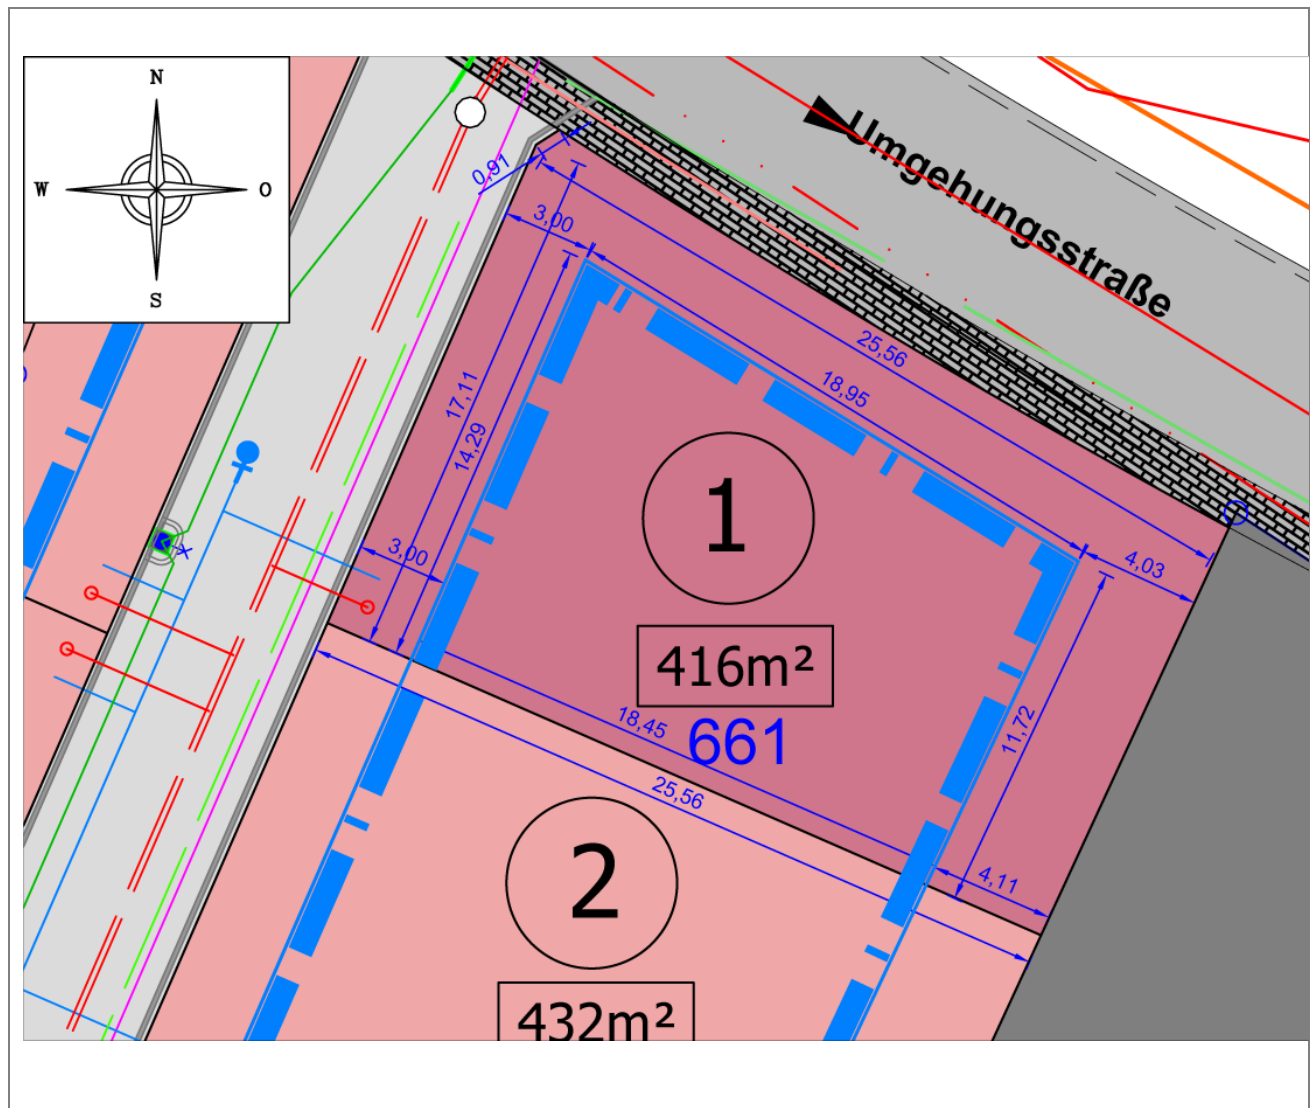 N
W
O
S
Umgehungsstraße
0,91
3,00
25,56
18,95
17,11
14,29
1
3,00
4,03
416m²
18,45
661
11,72
25,56
2
4,11
432m²